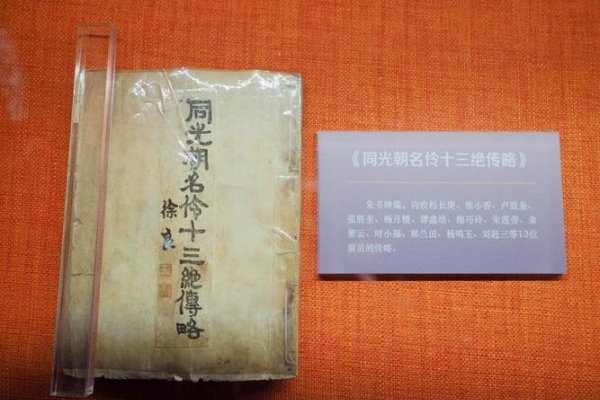 同光朝名伶十三絶傳略
徐良
《同光朝名伶十三绝传略》
朱书绅编、内收程长庚、徐小香、卢胜奎、
张胜奎、杨月楼、谭鑫培、梅巧玲、朱莲芬、余
紫云、时小福、郝兰田、杨鸣玉、刘赶三等13位
演员的传略。